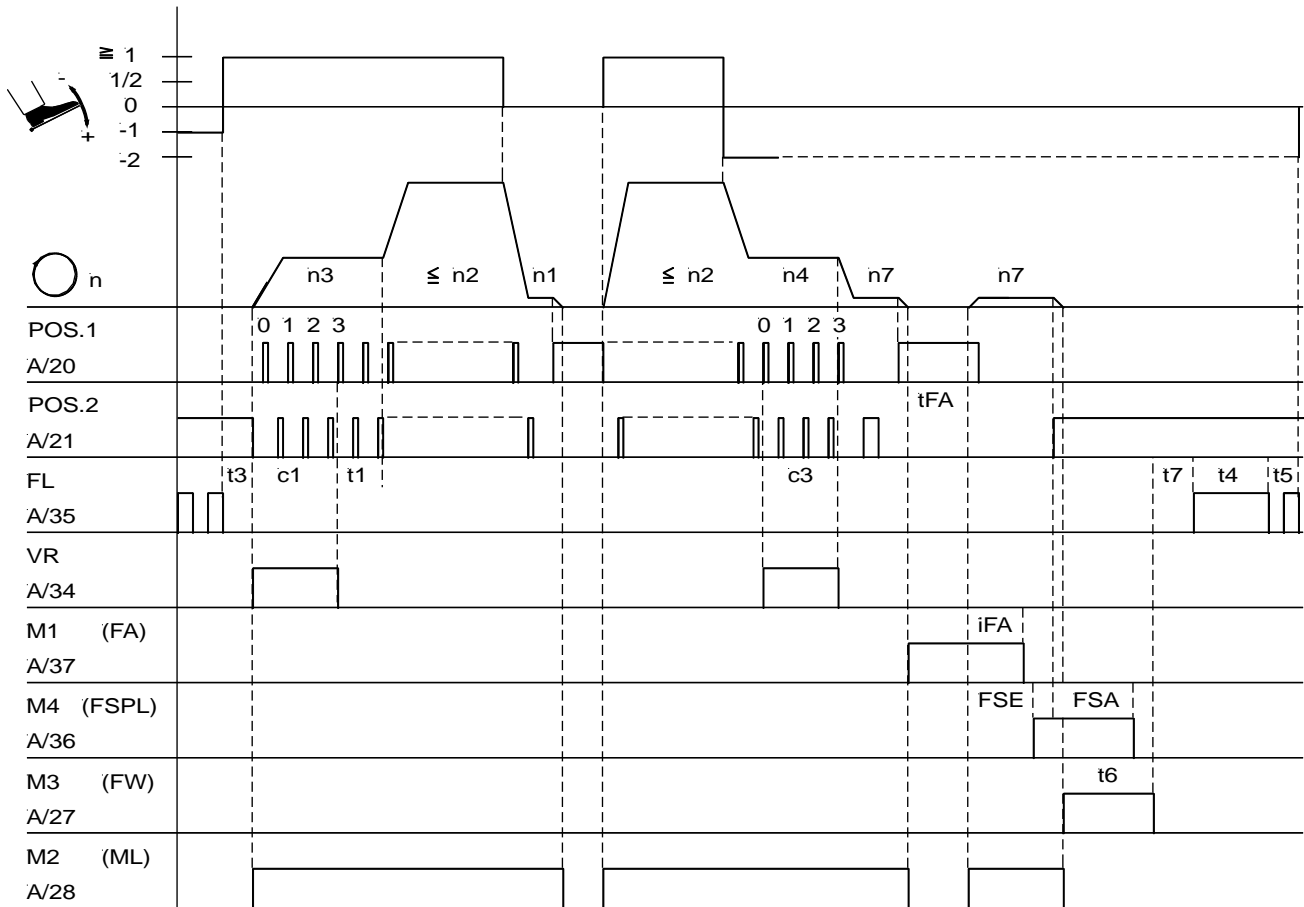 ≧ 1
- 1/2
0
+ -1
-2
n n3 ≦ n2 n1 ≦ n2 n4 n7 n7
POS.1 0 1 2 3 0 1 2 3
A/20
POS.2 tFA
A/21
FL t3 c1 t1 c3 t7 t4 t5
A/35
VR
A/34
M1 (FA) iFA
A/37
M4 (FSPL) FSE FSA
A/36
M3 (FW) t6
A/27
M2 (ML)
A/28